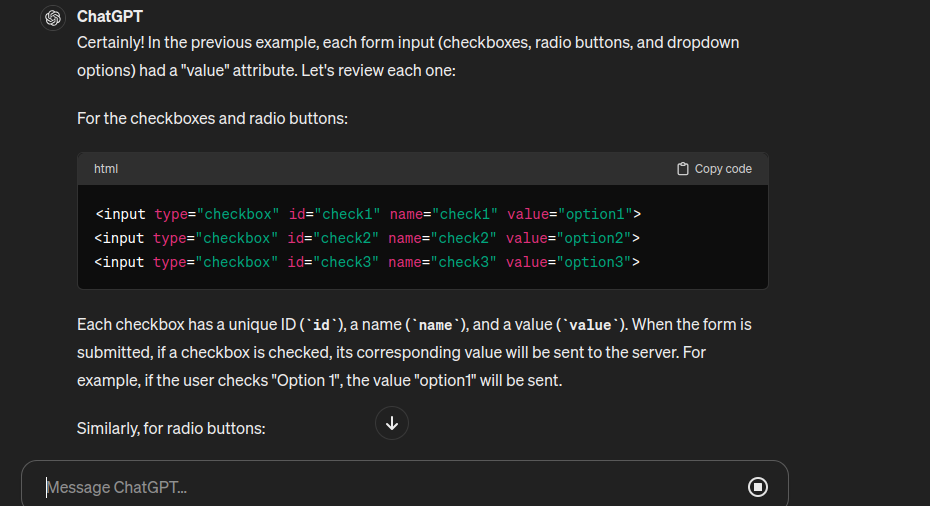 ChatGPT
Certainly! In the previous example, each form input (checkboxes, radio buttons, and dropdown
options) had a "value" attribute. Let's review each one:
For the checkboxes and radio buttons:
html Copy code
<input type="checkbox" id="check1" name="check1" value="option1">
<input type="checkbox" id="check2" name="check2" value="option2">
<input type="checkbox" id="check3" name="check3" value="option3">
Each checkbox has a unique ID (`id`), a name (`name`), and a value (`value`). When the form is
submitted, if a checkbox is checked, its corresponding value will be sent to the server. For
example, if the user checks "Option 1", the value "option1" will be sent.
Similarly, for radio buttons:
Message ChatGPT...